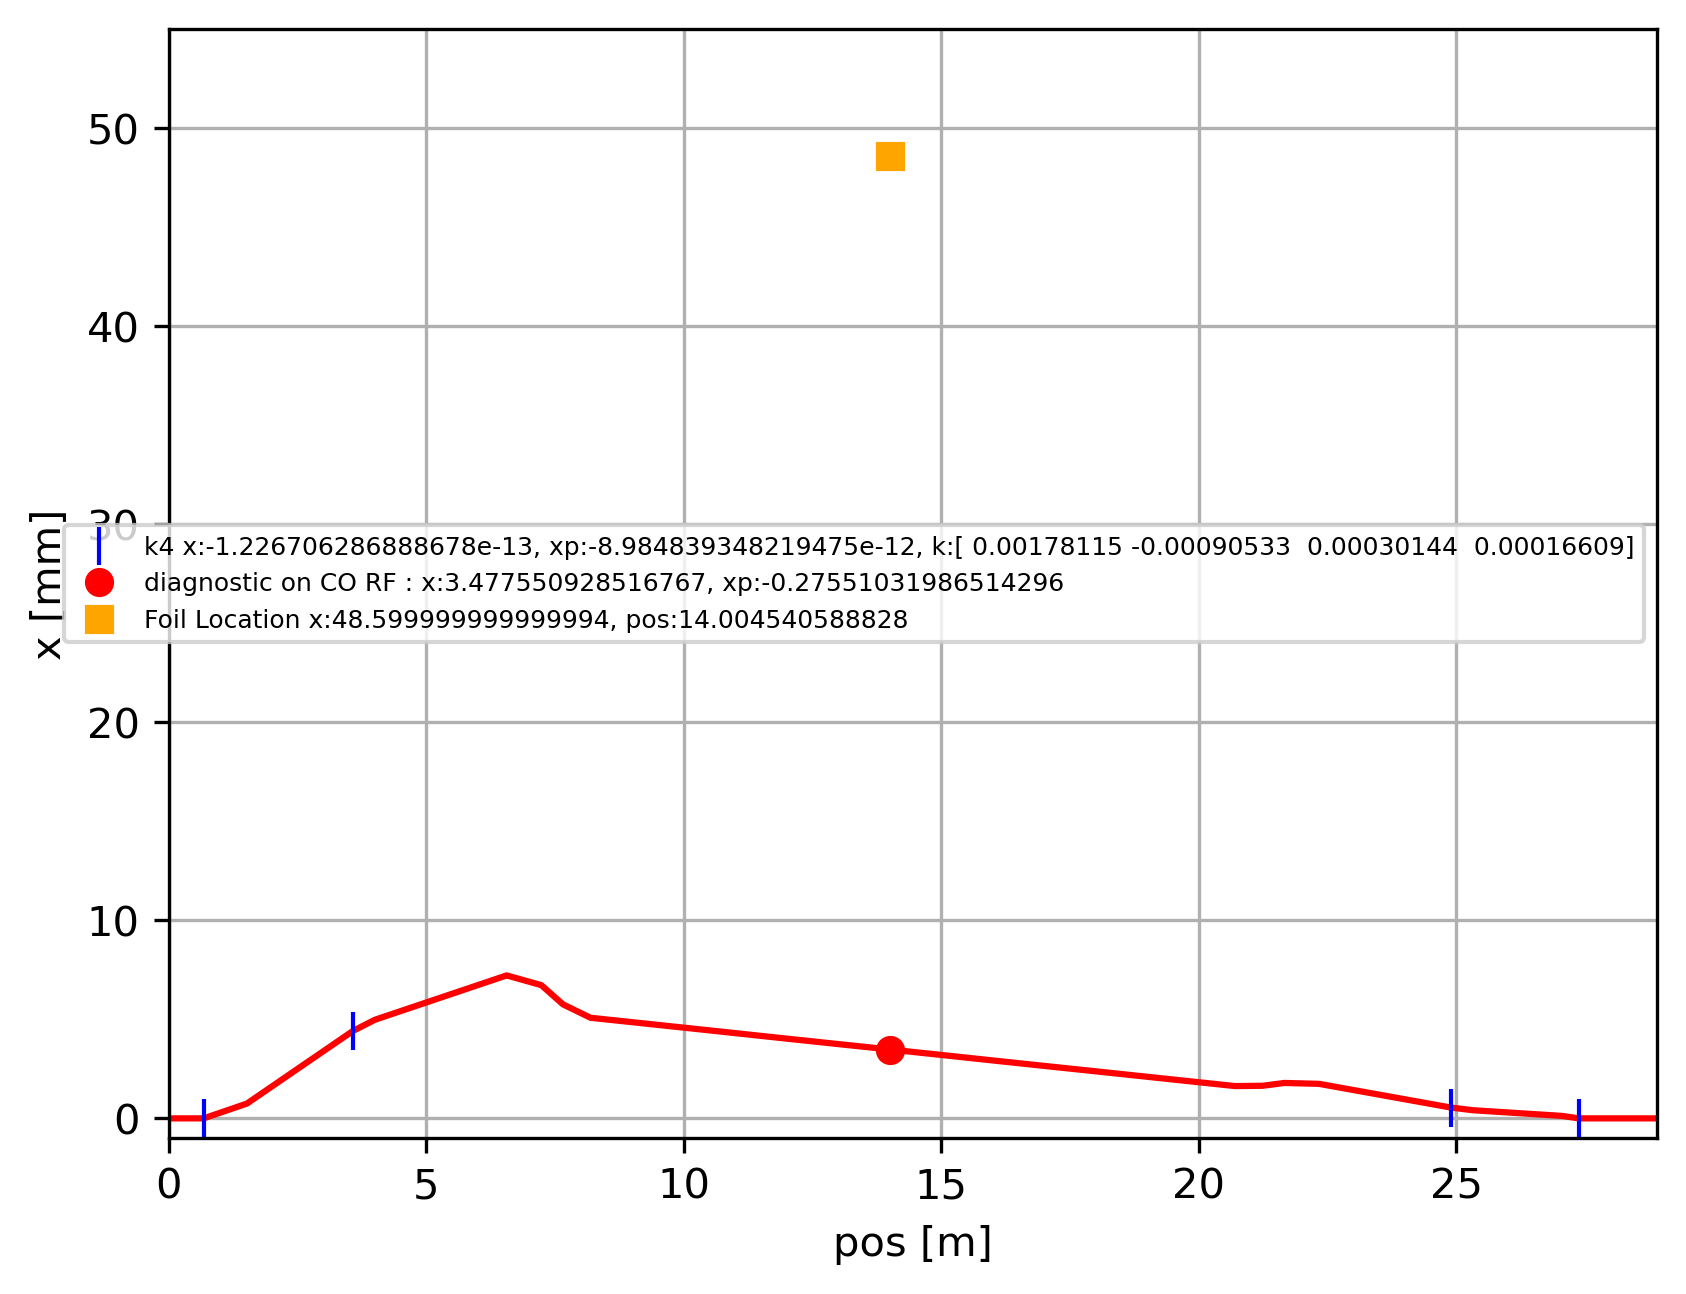 50
40
30
20
10
0
x [mm]
k4 x:-1.226706286888678e-13, xp:-8.984839348219475e-12, k:[ 0.00178115 -0.00090533  0.00030144  0.00016609]
diagnostic on CO RF : x:3.477550928516767, xp:-0.27551031986514296
Foil Location x:48.599999999999994, pos:14.004540588828
0 5 10 15 20 25
pos [m]